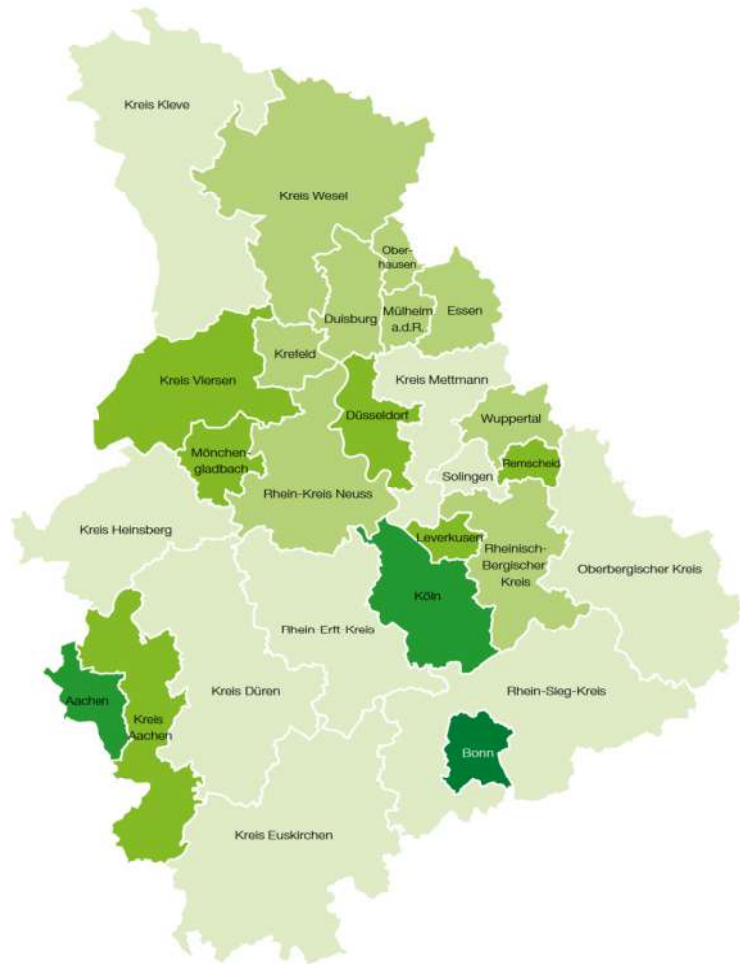 Kreis Kleve
Kreis Wesel
Ober-
hausen
Duisburg
Mülheim
a.d.R.
Essen
Krefeld
Kreis Mettmann
Kreis Viersen
Düsseldorf
Wuppertal
Mönchen-
gladbach
Remscheid
Solingen
Rhein-Kreis Neuss
Kreis Heinsberg
Leverkusen
Rheinisch-
Bergischer
Kreis
Oberbergischer Kreis
Köln
Rhein-Erft-Kreis
Kreis Düren
Rhein-Sieg-Kreis
Aachen
Kreis
Aachen
Bonn
Kreis Euskirchen